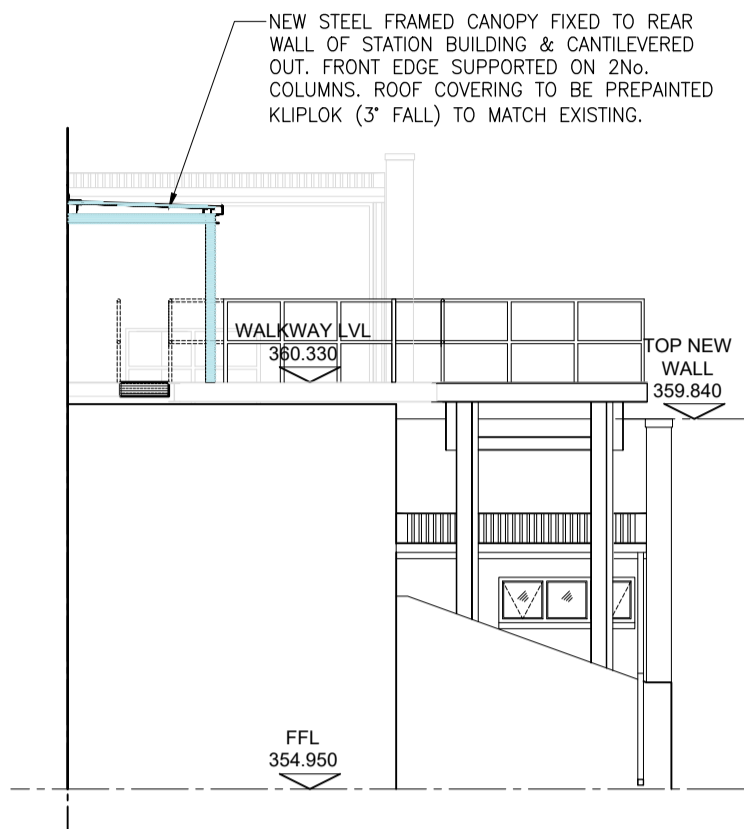 NEW STEEL FRAMED CANOPY FIXED TO REAR
WALL OF STATION BUILDING & CANTILEVERED
OUT. FRONT EDGE SUPPORTED ON 2No.
COLUMNS. ROOF COVERING TO BE PREPAINTED
KLIPLOK (3° FALL) TO MATCH EXISTING.
WALKWAY LVL
360.330
TOP NEW
WALL
359.840
FFL
354.950